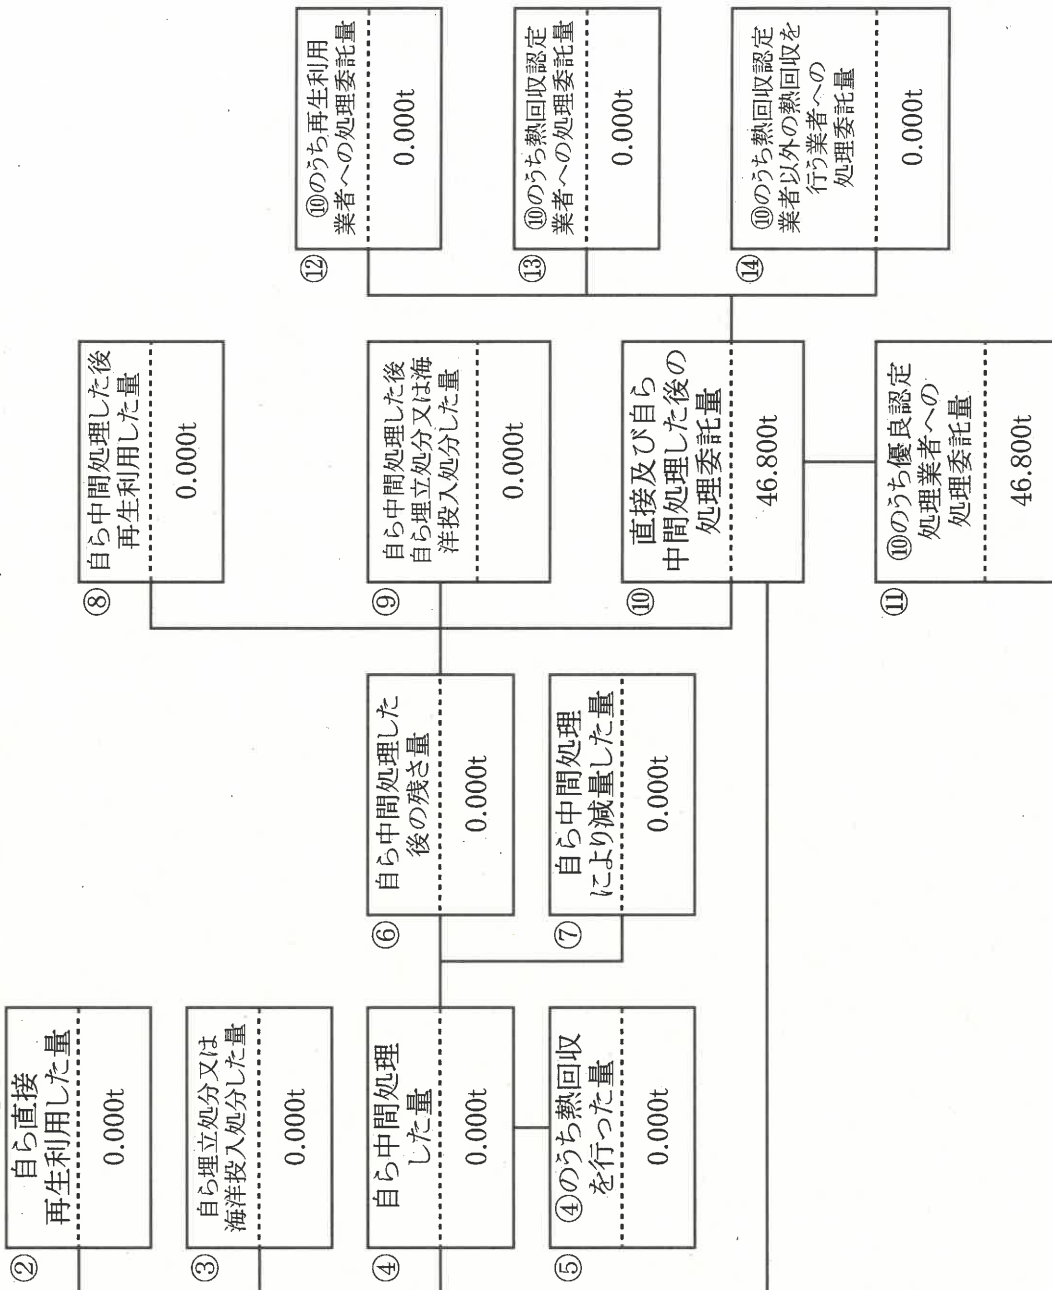 ②
自ら直接
再生利用した量
0.000t
③
自ら埋立処分又は
海洋投入処分した量
0.000t
④
自ら中間処理
した量
0.000t
⑤
④のうち熱回収
を行った量
0.000t
⑥
自ら中間処理した
後の残さ量
0.000t
⑦
自ら中間処理
により減量した量
0.000t
⑧
自ら中間処理した後
再生利用した量
0.000t
⑨
自ら中間処理した後
自ら埋立処分又は海
洋投入処分した量
0.000t
⑩
直接及び自ら
中間処理した後の
処理委託量
46.800t
⑪
⑩のうち優良認定
処理業者への
処理委託量
46.800t
⑫
⑩のうち再生利用
業者への処理委託量
0.000t
⑬
⑩のうち熱回収認定
業者への処理委託量
0.000t
⑭
⑩のうち熱回収認定
業者以外の熱回収を
行う業者への
処理委託量
0.000t